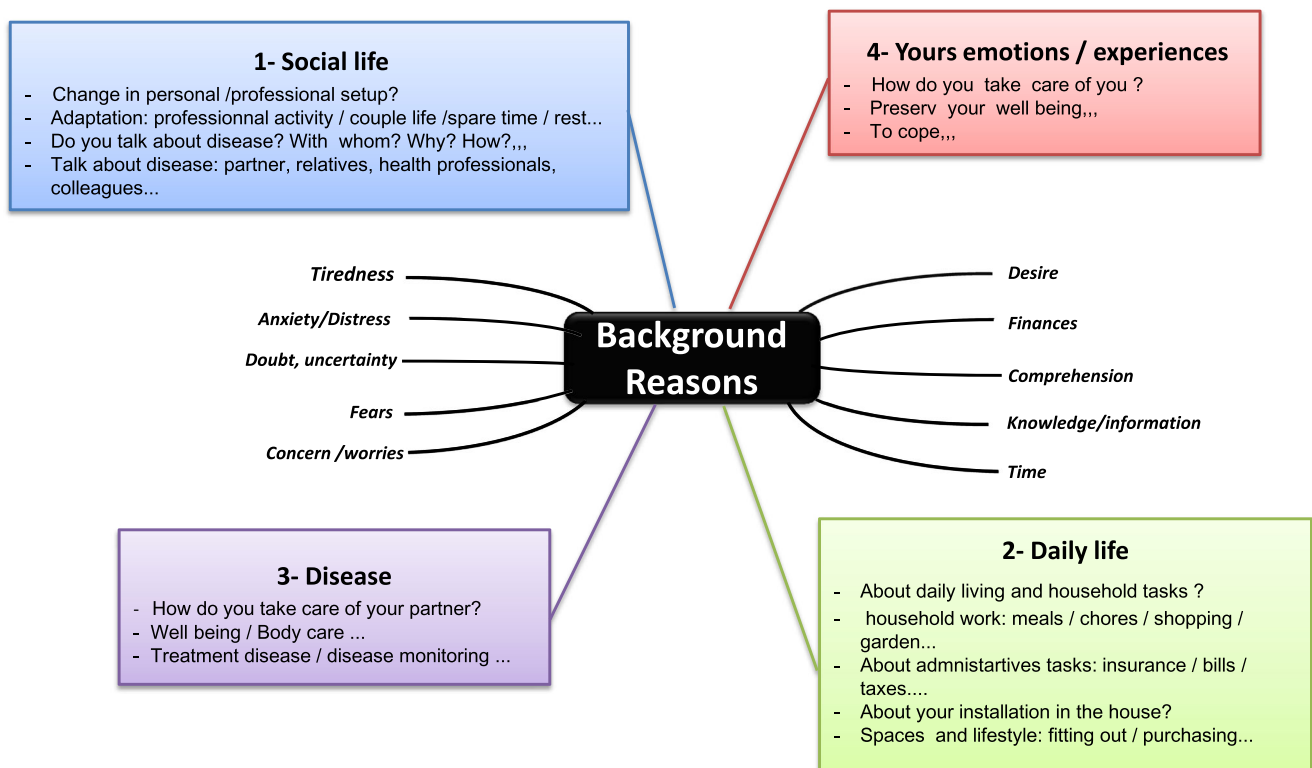 1- Social life
- Change in personal /professional setup?
- Adaptation: professionnal activity / couple life /spare time / rest...
- Do you talk about disease? With whom? Why? How?,,,
- Talk about disease: partner, relatives, health professionals,
colleagues...
4- Yours emotions / experiences
- How do you take care of you ?
- Preserv your well being,,,
- To cope,,,
Tiredness
Anxiety/Distress
Doubt, uncertainty
Fears
Concern /worries
Background
Reasons
Desire
Finances
Comprehension
Knowledge/information
Time
3- Disease
- How do you take care of your partner?
- Well being / Body care ...
- Treatment disease / disease monitoring ...
2- Daily life
- About daily living and household tasks ?
- household work: meals / chores / shopping /
garden...
- About admnistartives tasks: insurance / bills /
taxes....
- About your installation in the house?
- Spaces and lifestyle: fitting out / purchasing...